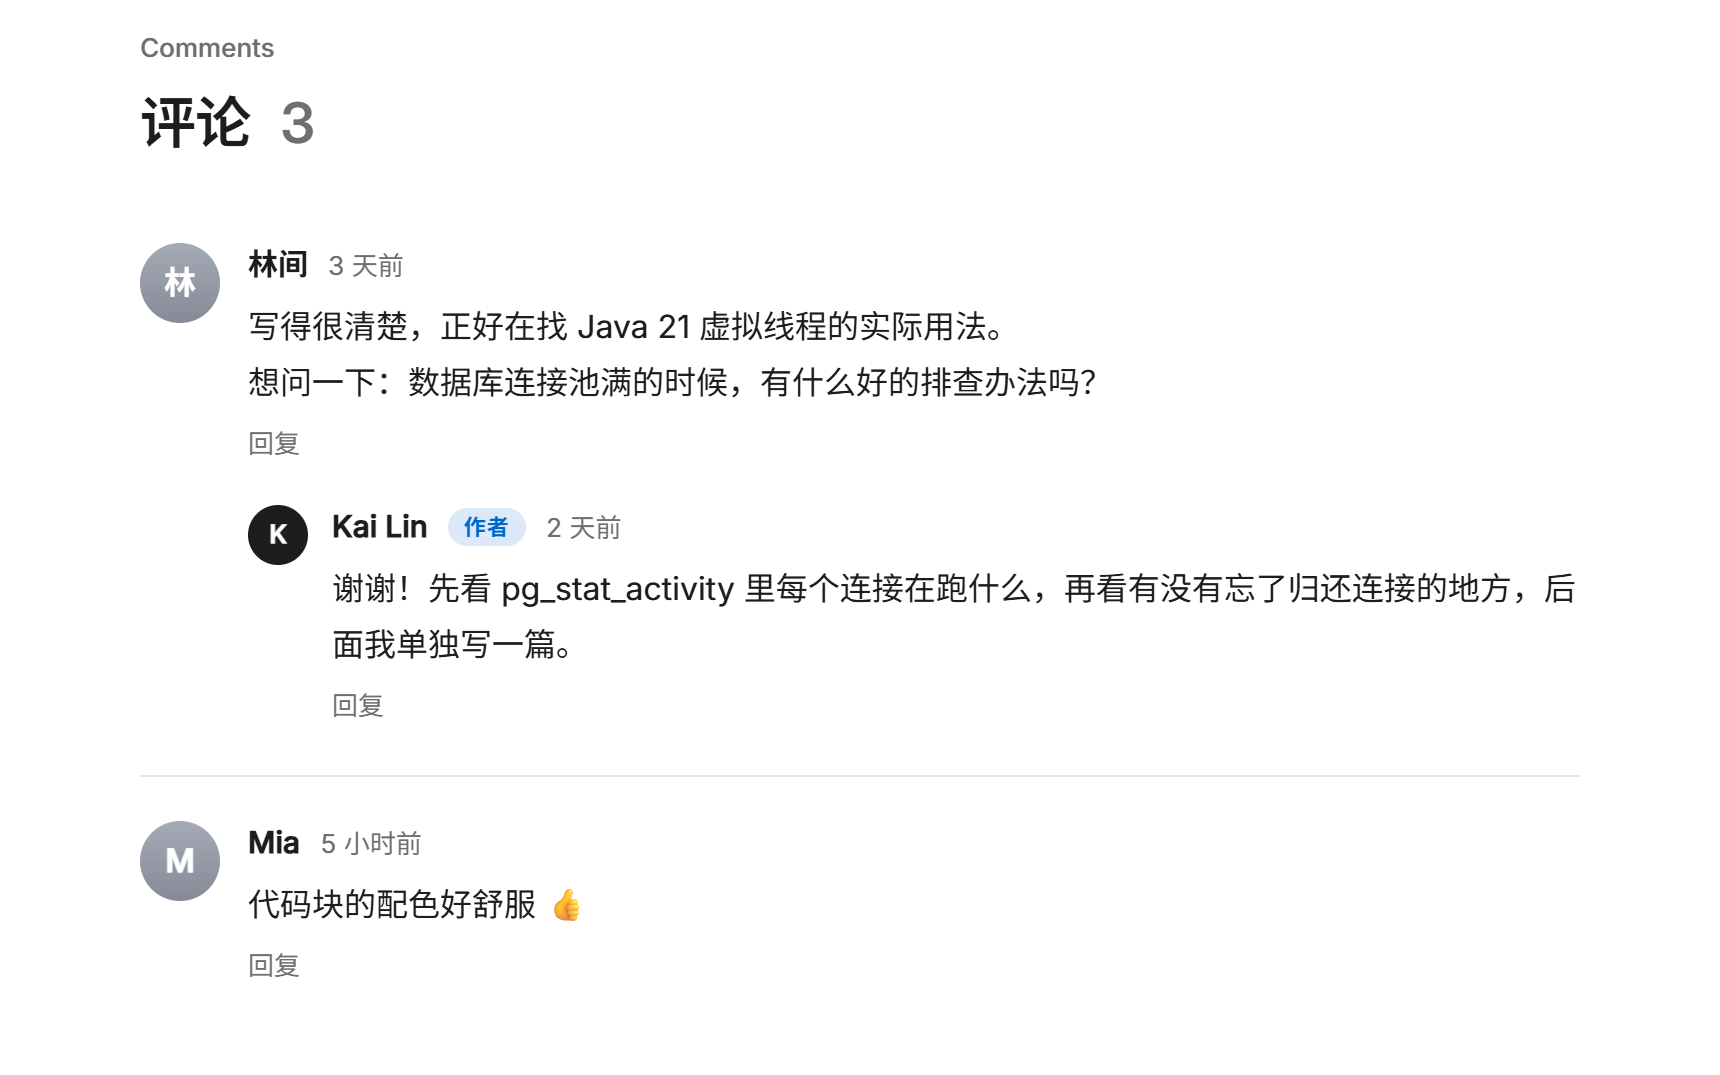 Comments
评论 3
林
林间 3 天前
写得很清楚，正好在找 Java 21 虚拟线程的实际用法。
想问一下：数据库连接池满的时候，有什么好的排查办法吗？
回复
K
Kai Lin 作者 2 天前
谢谢！先看 pg_stat_activity 里每个连接在跑什么，再看有没有忘了归还连接的地方，后
面我单独写一篇。
回复
M
Mia 5 小时前
代码块的配色好舒服 👍
回复